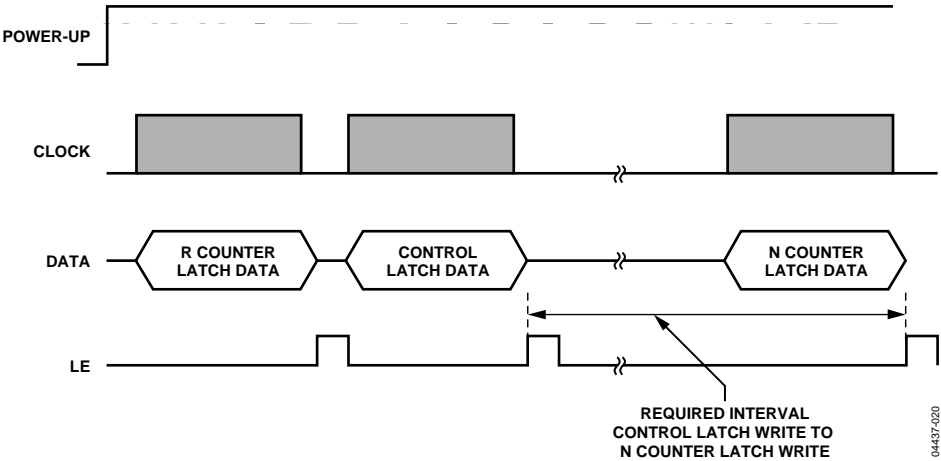 POWER-UP
CLOCK
DATA
R COUNTER
LATCH DATA
CONTROL
LATCH DATA
N COUNTER
LATCH DATA
LE
REQUIRED INTERVAL
CONTROL LATCH WRITE TO
N COUNTER LATCH WRITE
04437-020